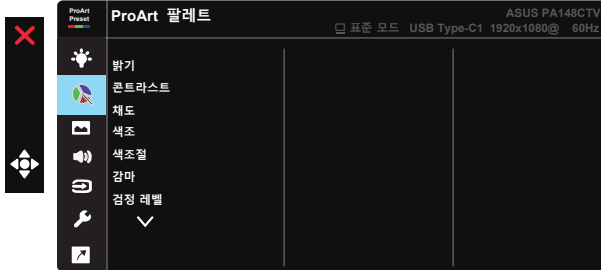 ProArt
Preset
ProArt 팔레트
ASUS PA148CTV
표준 모드 USB Type-C1 1920x1080@ 60Hz
밝기
콘트라스트
채도
색조
색조절
감마
검정 레벨